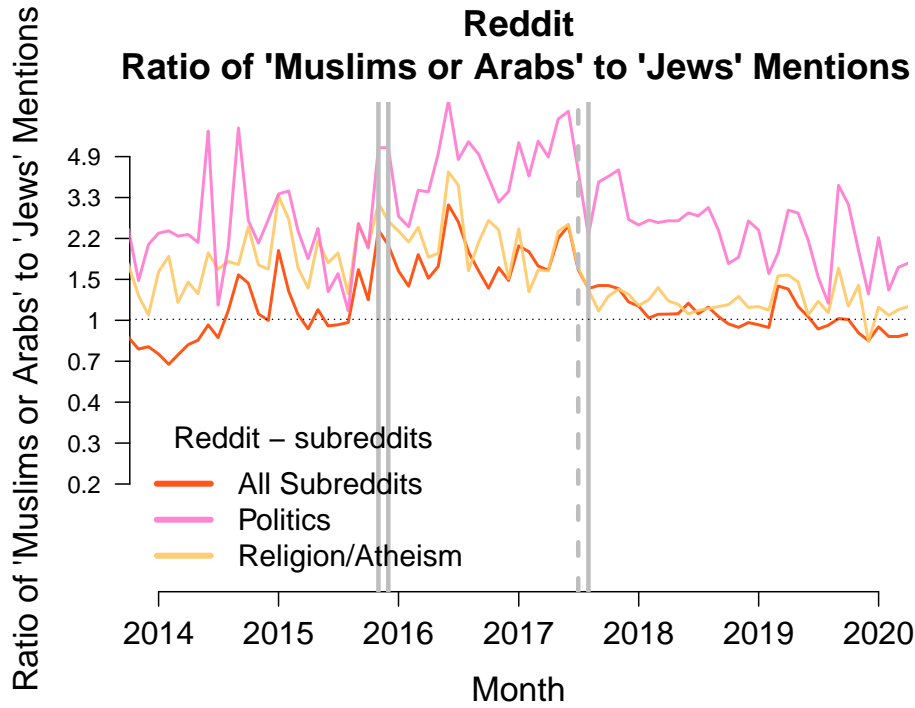 Reddit
Ratio of 'Muslims or Arabs' to 'Jews' Mentions
Ratio of 'Muslims or Arabs' to 'Jews' Mentions
4.9
3.3
2.2
1.5
1
0.7
0.4
0.3
0.2
Reddit – subreddits
All Subreddits
Politics
Religion/Atheism
2014 2015 2016 2017 2018 2019 2020
Month